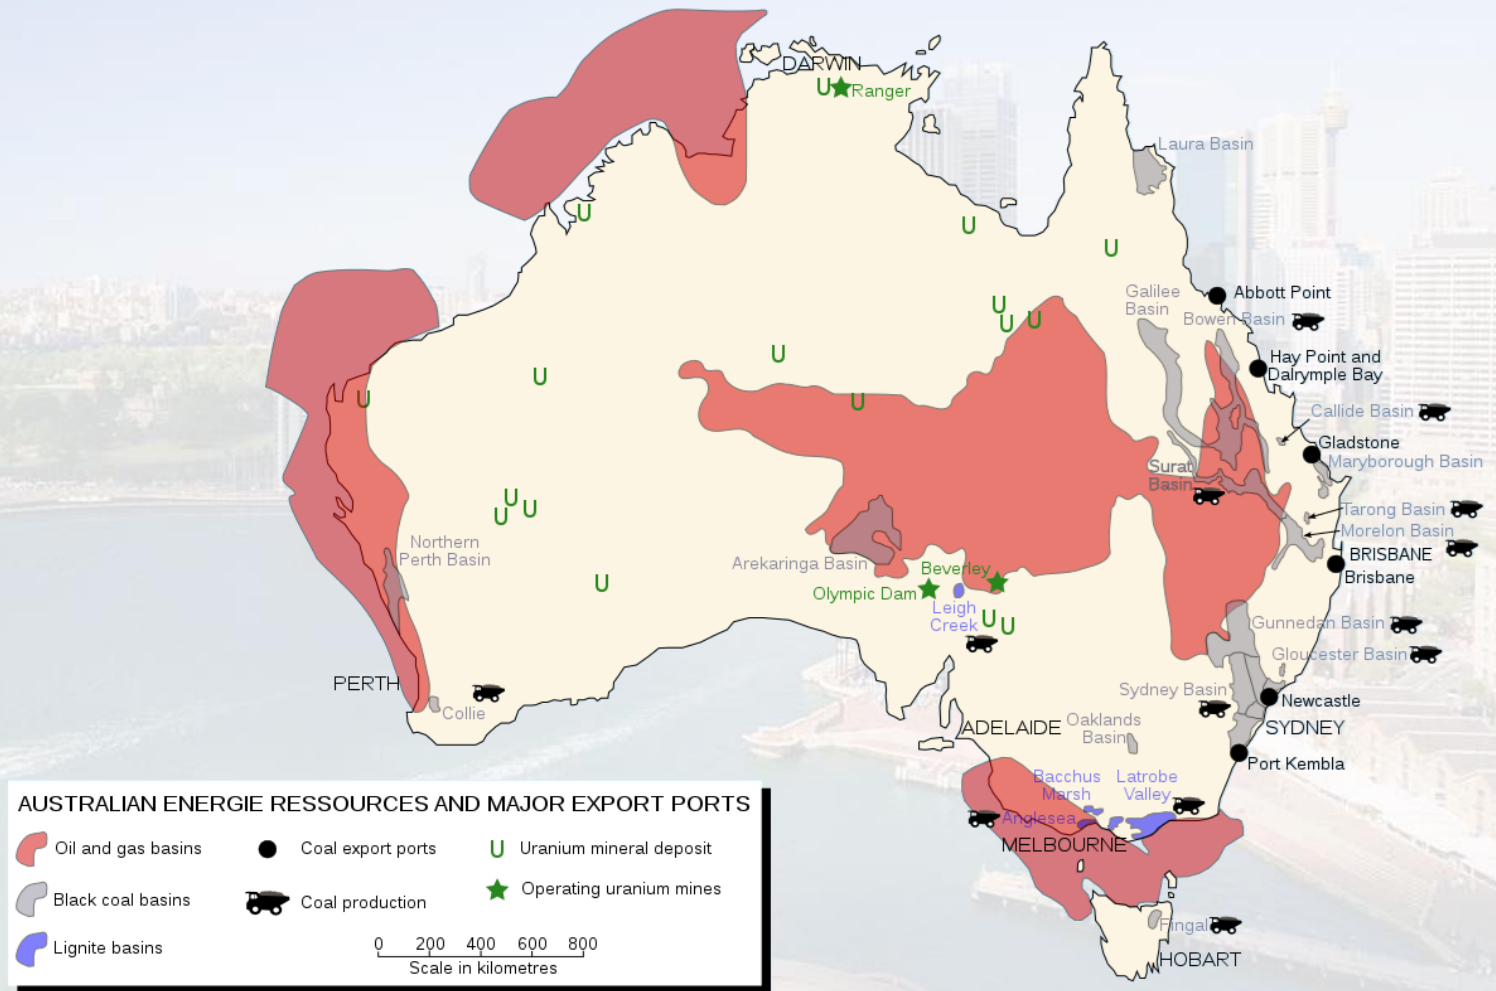 DARWIN
U
Ranger
Laura Basin
U
U
U
Galilee
Basin
Abbott Point
Bowen Basin
U
U
U
U
Hay Point and
Dalrymple Bay
U
U
U
Callide Basin
Gladstone
Maryborough Basin
Surat
Basin
U
U
U
Tarong Basin
Morelon Basin
Northern
Perth Basin
BRISBANE
Arekaringa Basin
Beverley
Brisbane
U
Olympic Dam
Leigh
Creek
U
U
Gunnedan Basin
Gloucester Basin
PERTH
Sydney Basin
Newcastle
Collie
Oaklands
Basin
ADELAIDE
SYDNEY
Port Kembla
Bacchus
Marsh
Latrobe
Valley
Anglesea
MELBOURNE
Fingal
HOBART
AUSTRALIAN ENERGIE RESSOURCES AND MAJOR EXPORT PORTS
Oil and gas basins
Coal export ports
U Uranium mineral deposit
Black coal basins
Coal production
Operating uranium mines
Lignite basins
0 200 400 600 800
Scale in kilometres